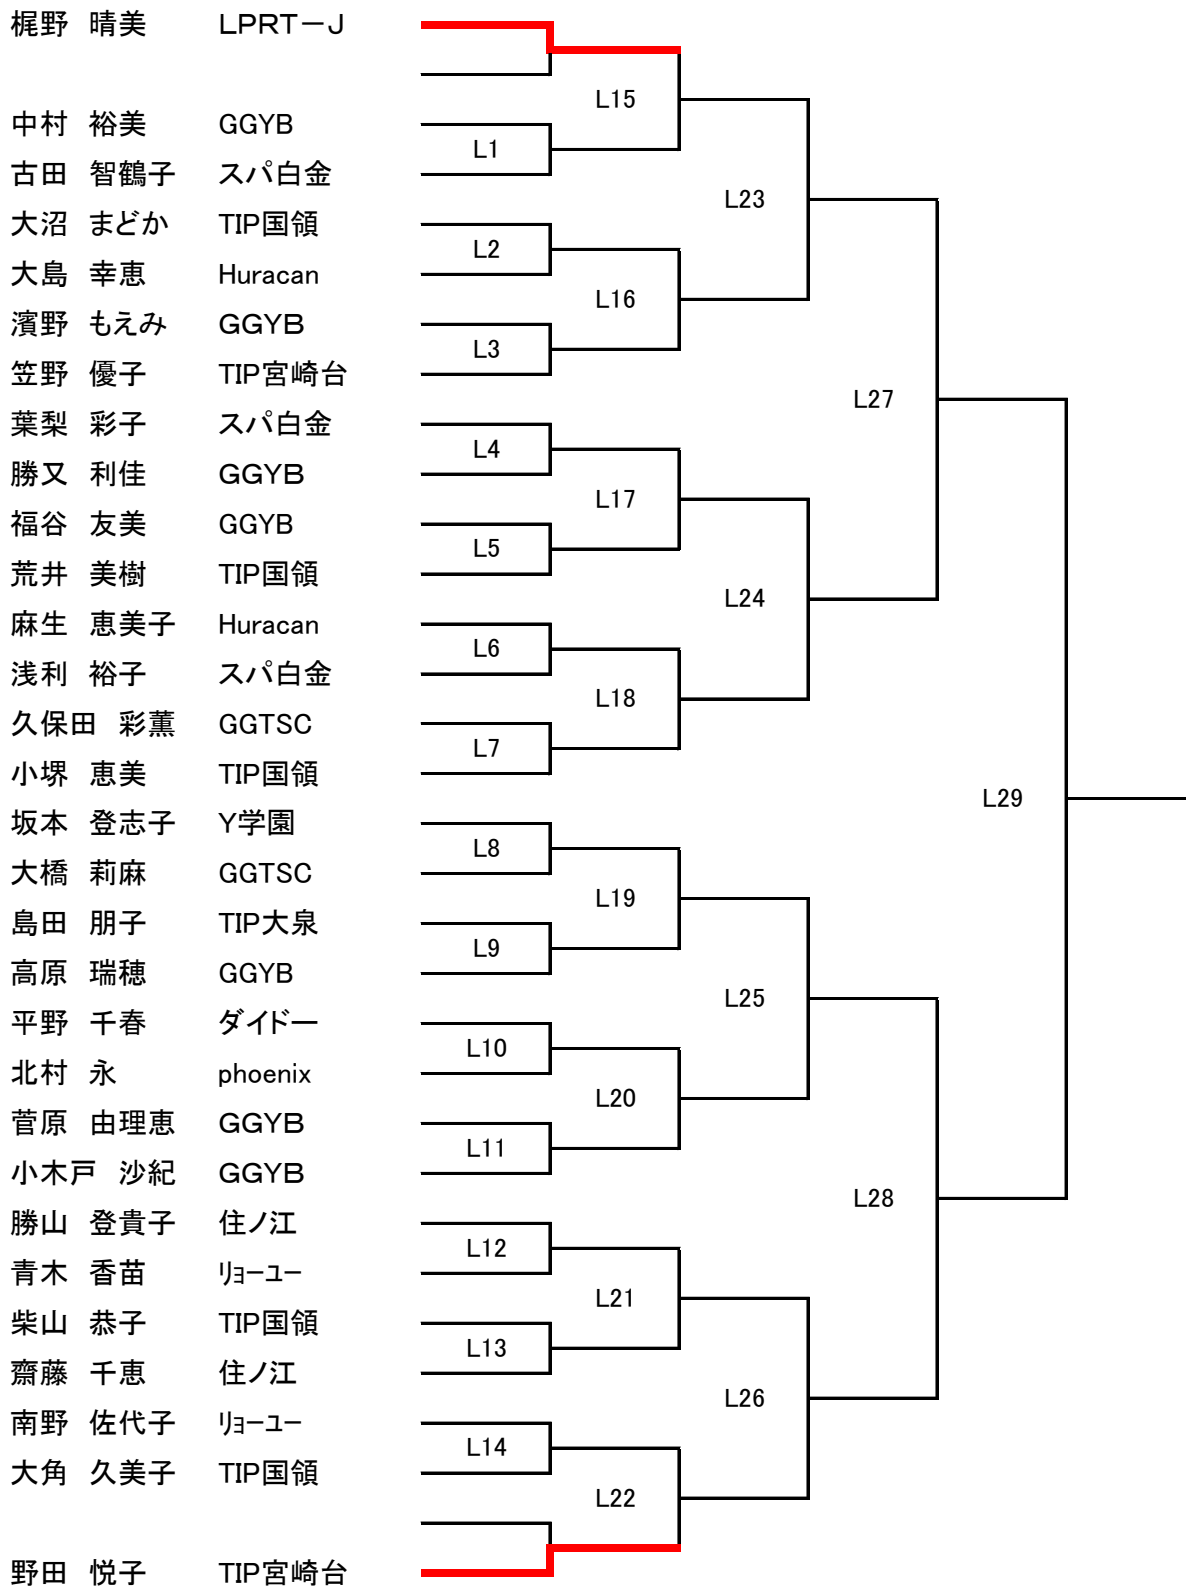 梶野　晴美　LPRT－J
L15
中村　裕美　GGYB
L1
古田　智鶴子　スパ白金
L23
大沼　まどか　TIP国領
L2
大島　幸恵　Huracan
L16
濱野　もえみ　GGYB
L3
笠野　優子　TIP宮崎台
L27
葉梨　彩子　スパ白金
L4
勝又　利佳　GGYB
L17
福谷　友美　GGYB
L5
荒井　美樹　TIP国領
L24
麻生　恵美子　Huracan
L6
浅利　裕子　スパ白金
L18
久保田　彩薫　GGTSC
L7
小堺　恵美　TIP国領
L29
坂本　登志子　Y学園
L8
大橋　莉麻　GGTSC
L19
島田　朋子　TIP大泉
L9
高原　瑞穂　GGYB
L25
平野　千春　ダイドー
L10
北村　永　phoenix
L20
菅原　由理恵　GGYB
L11
小木戸　沙紀　GGYB
L28
勝山　登貴子　住ノ江
L12
青木　香苗　ﾘｮｰﾕｰ
L21
柴山　恭子　TIP国領
L13
齋藤　千恵　住ノ江
L26
南野　佐代子　ﾘｮｰﾕｰ
L14
大角　久美子　TIP国領
L22
野田　悦子　TIP宮崎台